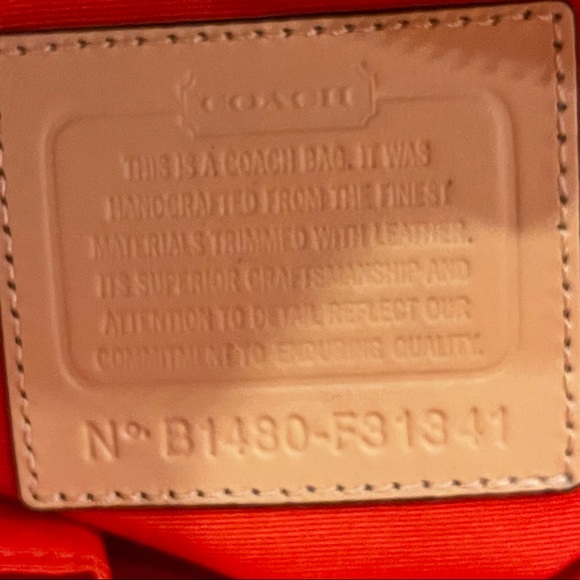 COACH
THIS IS A COACH BAG. IT WAS
HANDCRAFTED FROM THE FINEST
MATERIALS TRIMMED WITH LEATHER.
ITS SUPERIOR CRAFTSMANSHIP AND
ATTENTION TO DETAIL REFLECT OUR
COMMITMENT TO ENDURING QUALITY.
Nº B1480-F31341